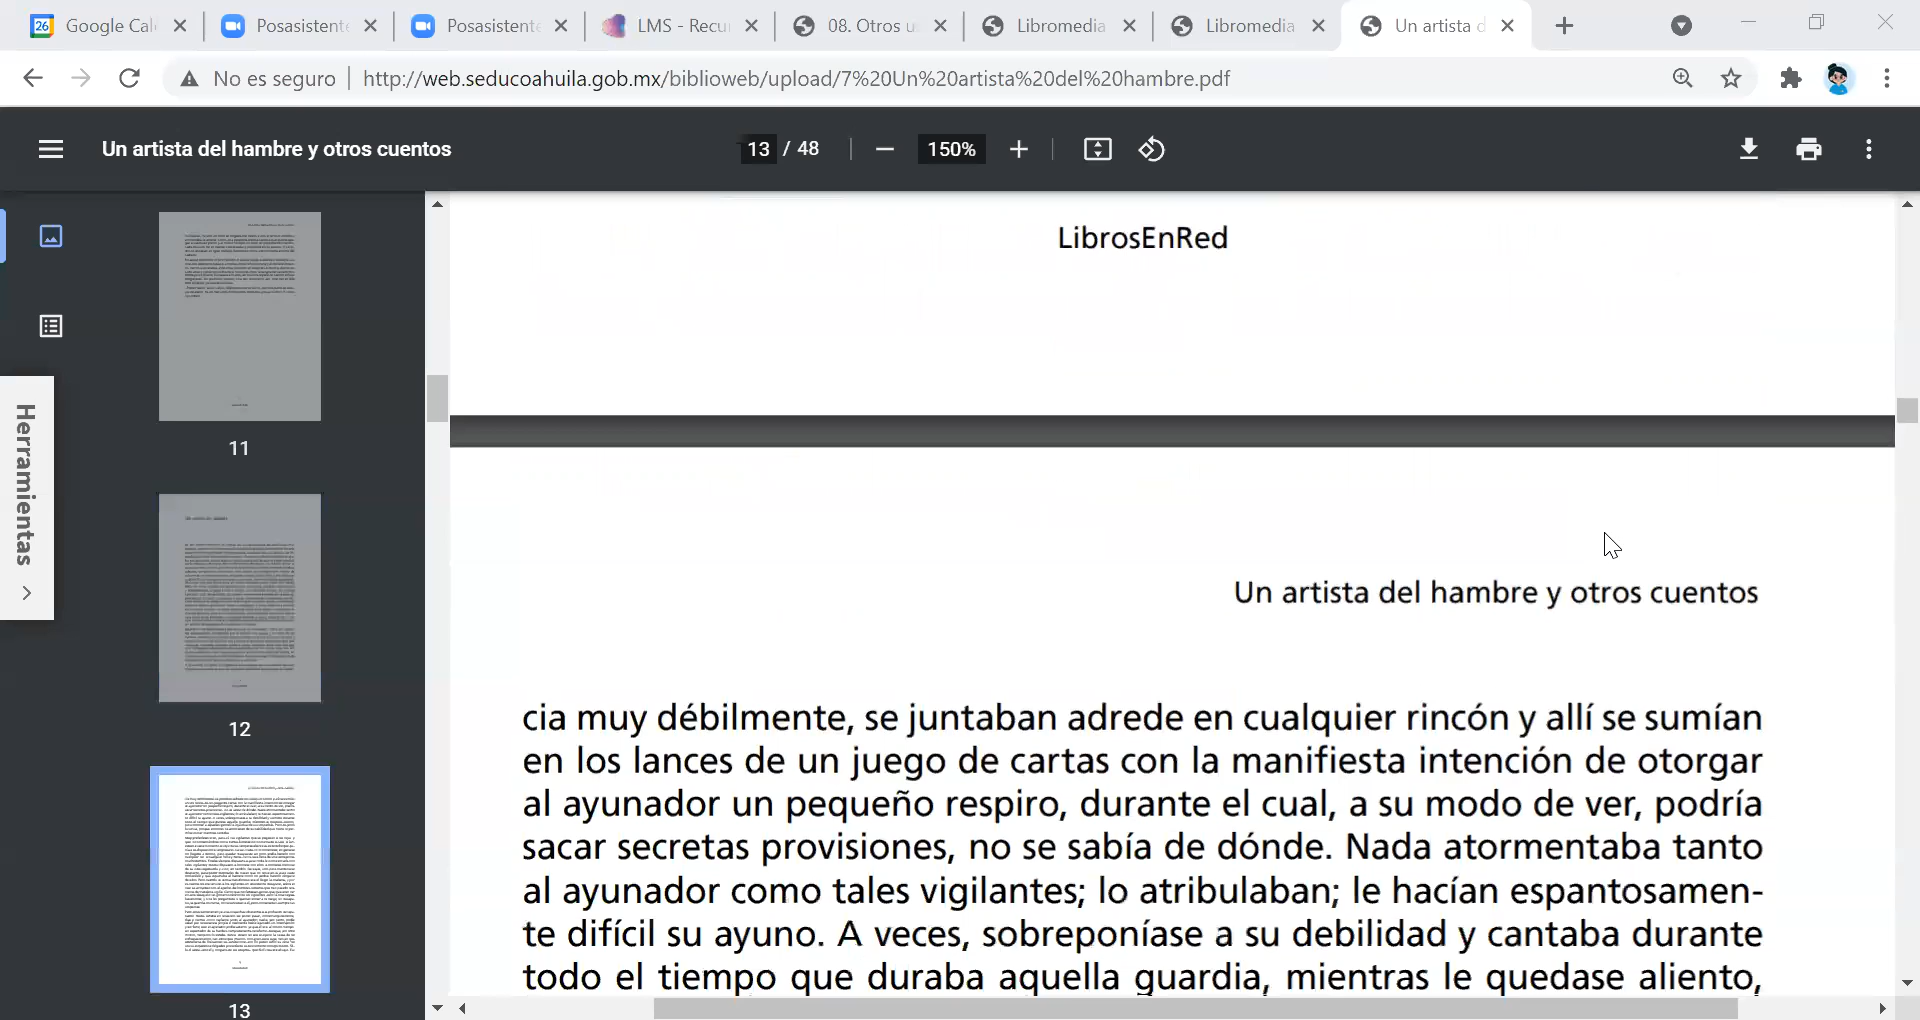 26 Google Cal
Posasistent
Posasistent
LMS - Recu
08. Otros u
Libromedia
Libromedia
Un artista d
No es seguro
http://web.seducoahuila.gob.mx/biblioweb/upload/7%20Un%20artista%20del%20hambre.pdf
Un artista del hambre y otros cuentos
13 / 48
150%
Herramientas
11
12
13
LibrosEnRed
Un artista del hambre y otros cuentos
cia muy débilmente, se juntaban adrede en cualquier rincón y allí se sumían
en los lances de un juego de cartas con la manifiesta intención de otorgar
al ayunador un pequeño respiro, durante el cual, a su modo de ver, podría
sacar secretas provisiones, no se sabía de dónde. Nada atormentaba tanto
al ayunador como tales vigilantes; lo atribulaban; le hacían espantosamen-
te difícil su ayuno. A veces, sobreponíase a su debilidad y cantaba durante
todo el tiempo que duraba aquella guardia, mientras le quedase aliento,